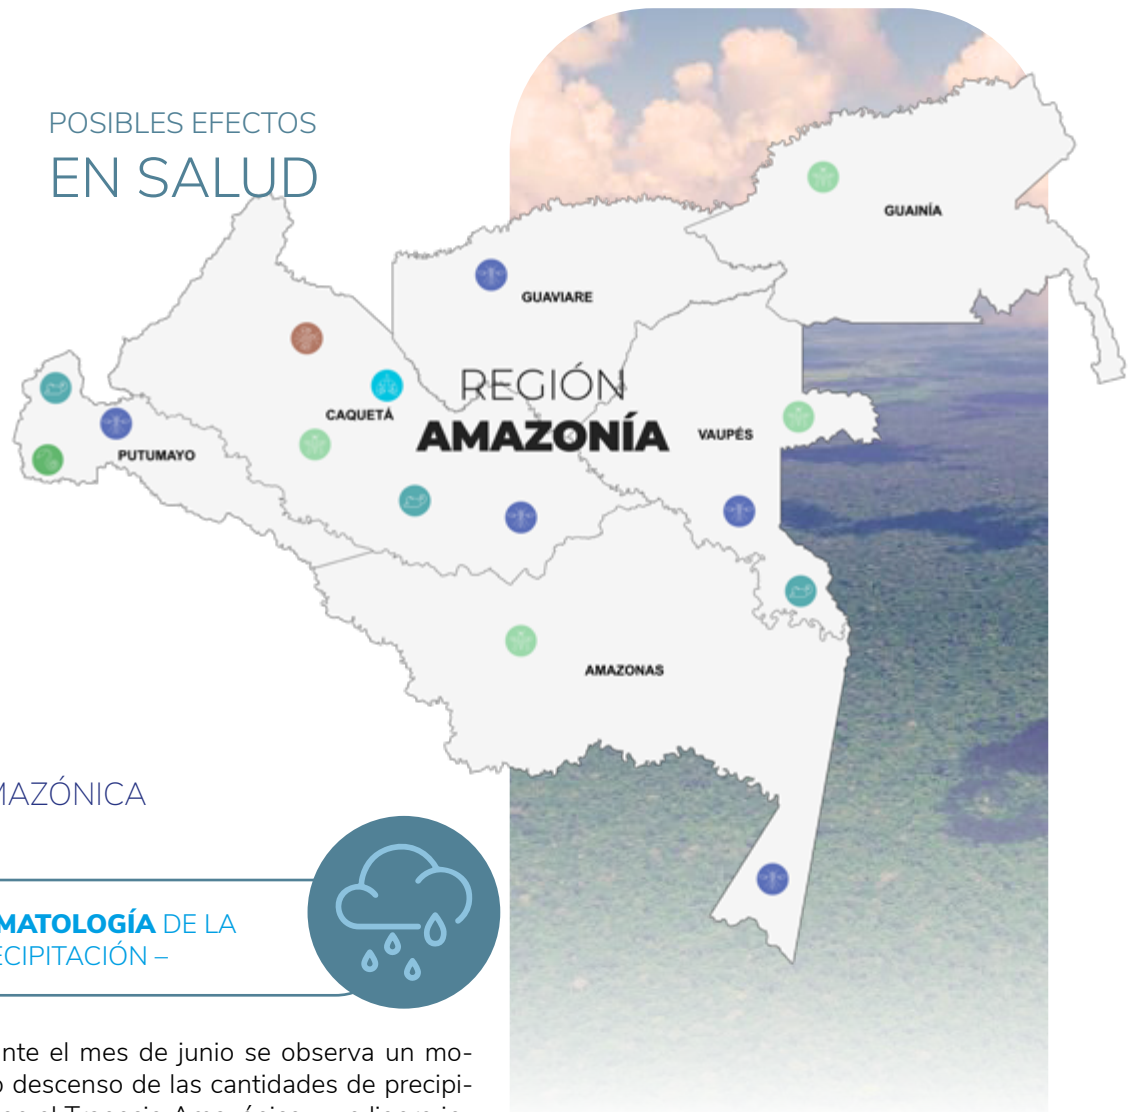 POSIBLES EFECTOS
EN SALUD
GUAINÍA
GUAVIARE
REGIÓN
AMAZONÍA
CAQUETÁ
VAUPÉS
PUTUMAYO
AMAZONAS
MAZÓNICA
MATOLOGÍA DE LA
ECIPITACIÓN –
nte el mes de junio se observa un mo-
o descenso de las cantidades de precipi-